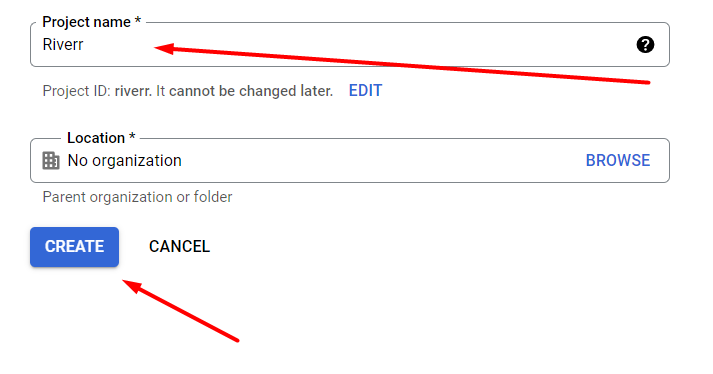 Project name *
Riverr
Project ID: riverr. It cannot be changed later. EDIT
Location *
No organization BROWSE
Parent organization or folder
CREATE CANCEL